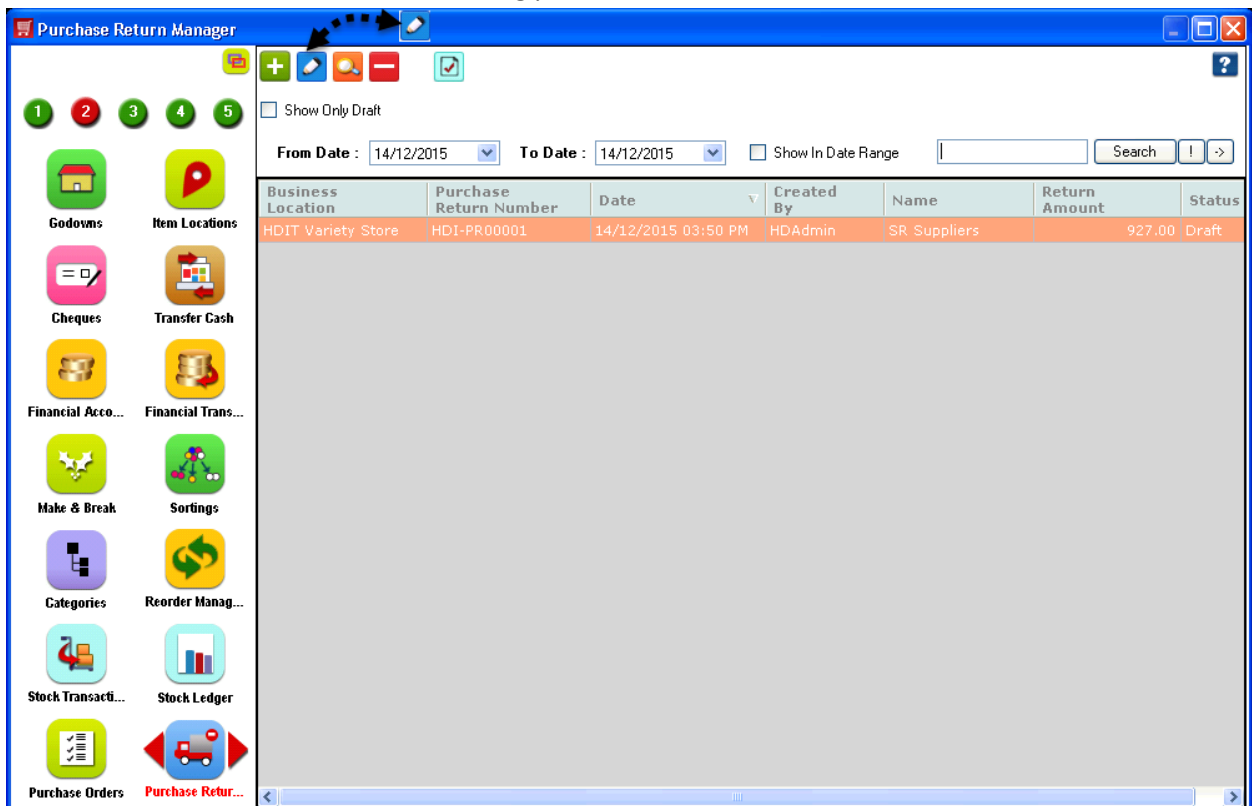 Purchase Return Manager
?
1 2 3 4 5
Show Only Draft
From Date : 14/12/2015 To Date : 14/12/2015 Show In Date Range Search ! ->
Business Location Purchase Return Number Date Created By Name Return Amount Status
HDIT Variety Store HDI-PR00001 14/12/2015 03:50 PM HDAdmin SR Suppliers 927.00 Draft
Godowns Item Locations
Cheques Transfer Cash
Financial Acco... Financial Trans...
Make & Break Sortings
Categories Reorder Manag...
Stock Transacti... Stock Ledger
Purchase Orders Purchase Retur...